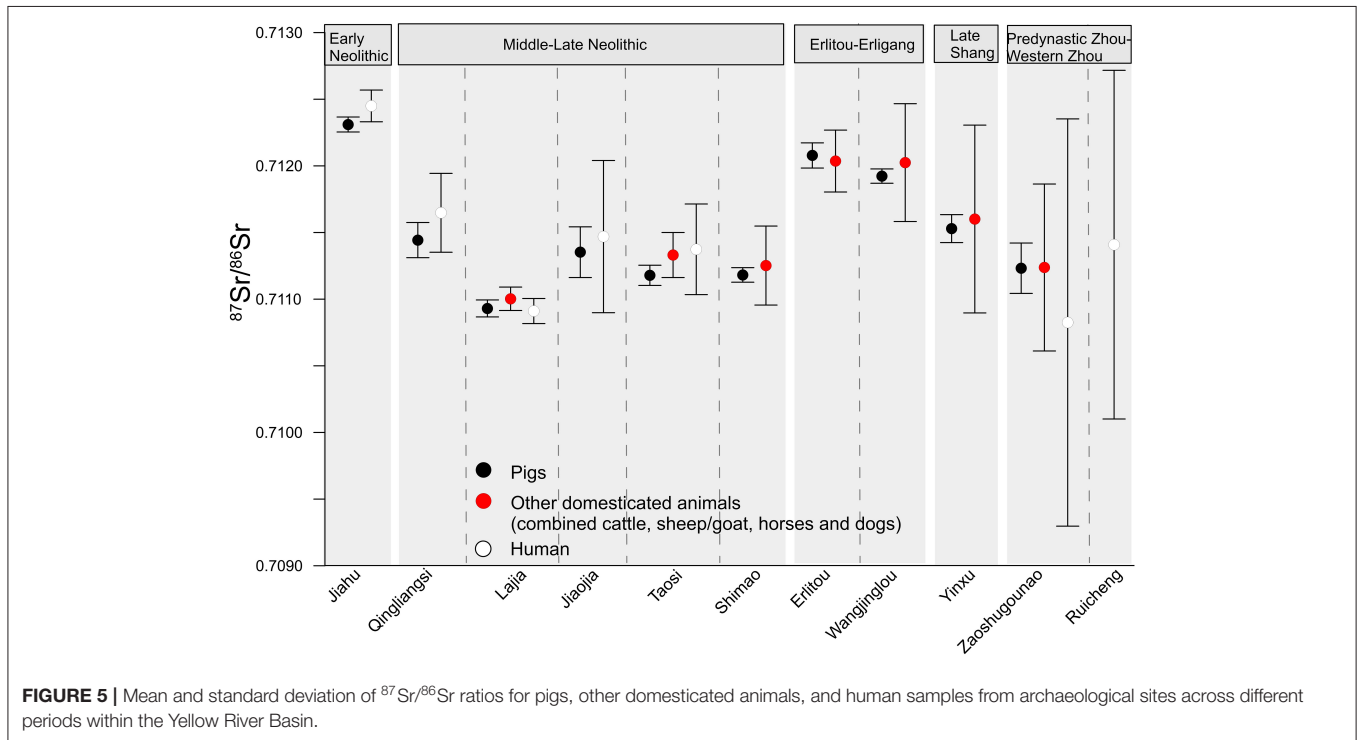 0.7130
0.7120
0.7110
0.7100
0.7090
87Sr/86Sr
Early
Neolithic
Middle-Late Neolithic
Erlitou-Erligang
Late
Shang
Predynastic Zhou-
Western Zhou
Pigs
Other domesticated animals
(combined cattle, sheep/goat, horses and dogs)
Human
Jiahu
Qingliangsi
Lajia
Jiaojia
Taosi
Shimao
Erlitou
Wangjinglou
Yinxu
Zaoshugounao
Ruicheng
FIGURE 5 | Mean and standard deviation of 87Sr/86Sr ratios for pigs, other domesticated animals, and human samples from archaeological sites across different
periods within the Yellow River Basin.